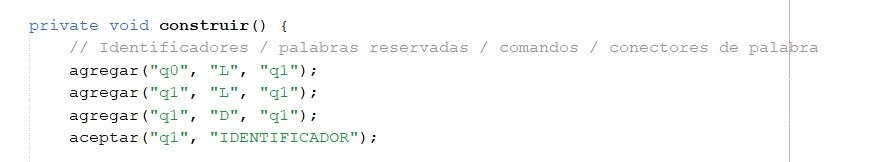 private void construir() {
// Identificadores / palabras reservadas / comandos / conectores de palabra
agregar("q0", "L", "q1");
agregar("q1", "L", "q1");
agregar("q1", "D", "q1");
aceptar("q1", "IDENTIFICADOR");